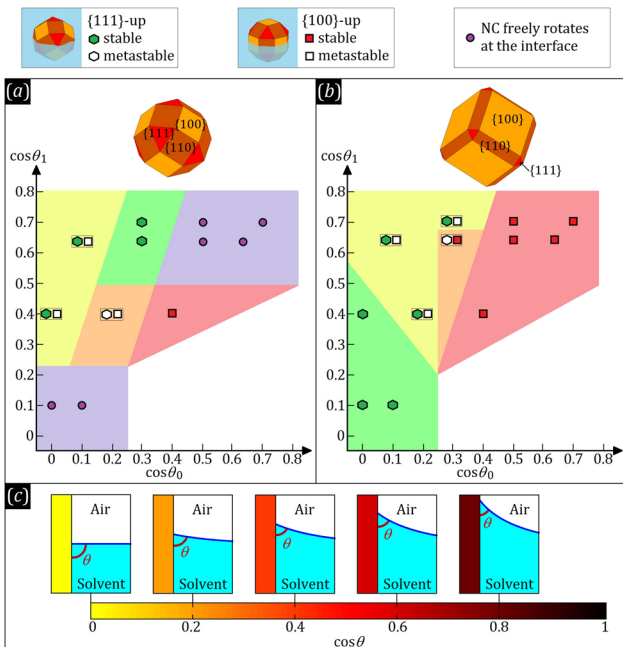 {111}-up
stable
metastable
{100}-up
stable
metastable
NC freely rotates
at the interface
(a)
{111}
{100}
{110}
cosθ1
0.8
0.7
0.6
0.5
0.4
0.3
0.2
0.1
0
0 0.1 0.2 0.3 0.4 0.5 0.6 0.7 0.8
cosθ0
(b)
{100}
{110}
{111}
cosθ1
0.8
0.7
0.6
0.5
0.4
0.3
0.2
0.1
0
0 0.1 0.2 0.3 0.4 0.5 0.6 0.7 0.8
cosθ0
(c)
Air Air Air Air Air
θ θ θ θ θ
Solvent Solvent Solvent Solvent Solvent
0 0.2 0.4 0.6 0.8 1
cosθ